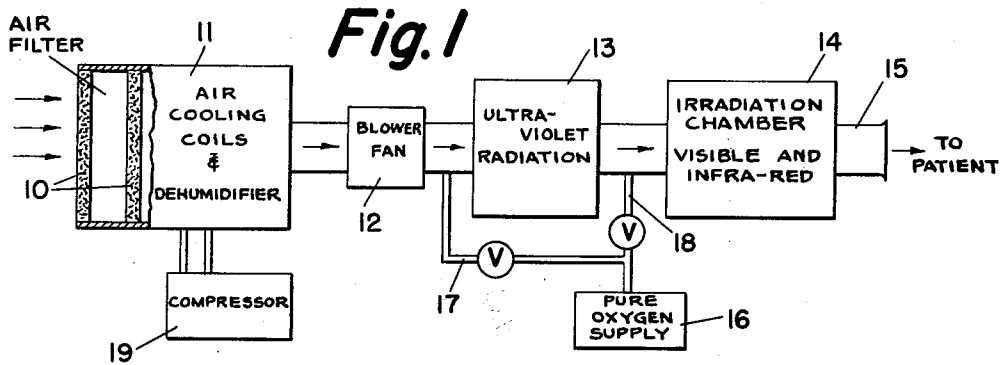 Fig.1
AIR
FILTER
10
11
AIR
COOLING
COILS
&
DEHUMIDIFIER
COMPRESSOR
19
BLOWER
FAN
12
13
ULTRA-
VIOLET
RADIATION
14
IRRADIATION
CHAMBER
VISIBLE AND
INFRA-RED
15
TO
PATIENT
17
V
V
18
PURE
OXYGEN
SUPPLY
16